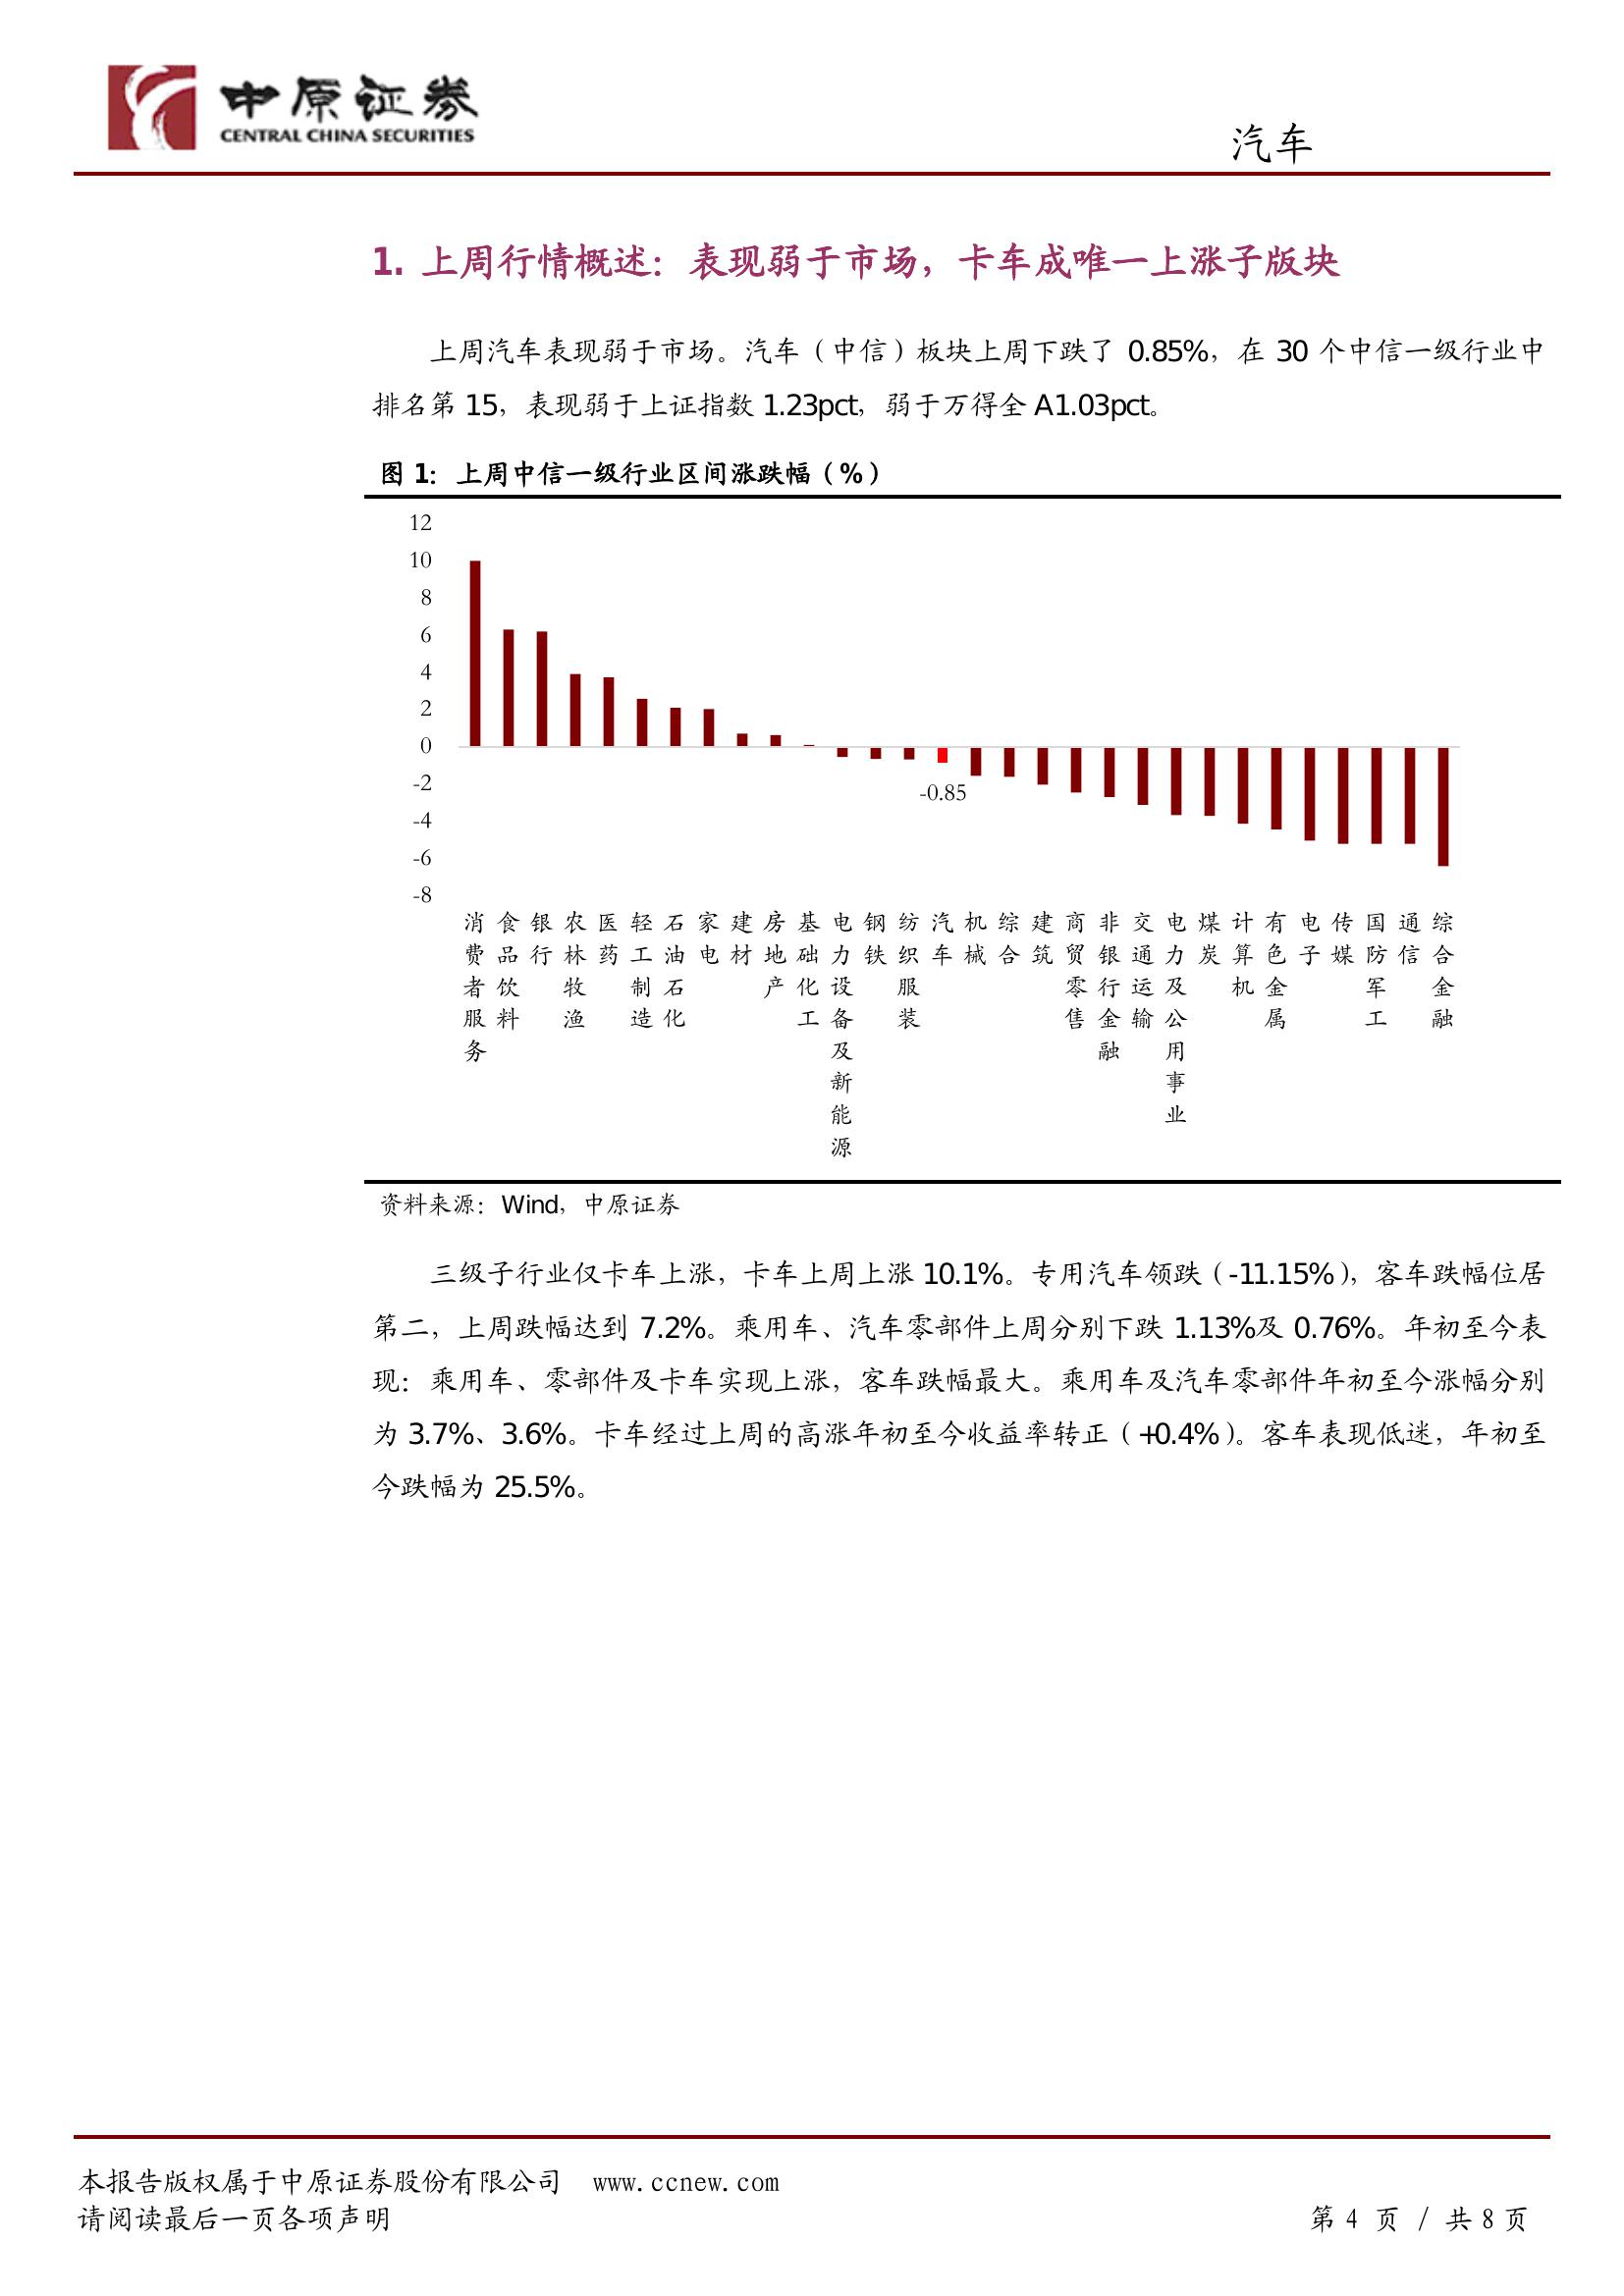 中原证券
CENTRAL CHINA SECURITIES
汽车
1. 上周行情概述：表现弱于市场，卡车成唯一上涨子版块
上周汽车表现弱于市场。汽车（中信）板块上周下跌了 0.85%，在 30 个中信一级行业中
排名第 15，表现弱于上证指数 1.23pct，弱于万得全 A1.03pct。
图 1：上周中信一级行业区间涨跌幅（%）
12
10
8
6
4
2
0
-2
-4
-6
-8
-0.85
消费者服务
食品饮料
银行
农林牧渔
医药
轻工制造
石油石化
家电
建材
房地产
基础化工
电力设备及新能源
钢铁
纺织服装
汽车
机械
综合
建筑
商贸零售
非银行金融
交通运输
电力及公用事业
煤炭
计算机
有色金属
电子
传媒
国防军工
通信
综合金融
资料来源：Wind，中原证券
三级子行业仅卡车上涨，卡车上周上涨 10.1%。专用汽车领跌（-11.15%），客车跌幅位居
第二，上周跌幅达到 7.2%。乘用车、汽车零部件上周分别下跌 1.13%及 0.76%。年初至今表
现：乘用车、零部件及卡车实现上涨，客车跌幅最大。乘用车及汽车零部件年初至今涨幅分别
为 3.7%、3.6%。卡车经过上周的高涨年初至今收益率转正（+0.4%）。客车表现低迷，年初至
今跌幅为 25.5%。
本报告版权属于中原证券股份有限公司 www.ccnew.com
请阅读最后一页各项声明
第 4 页 / 共 8 页